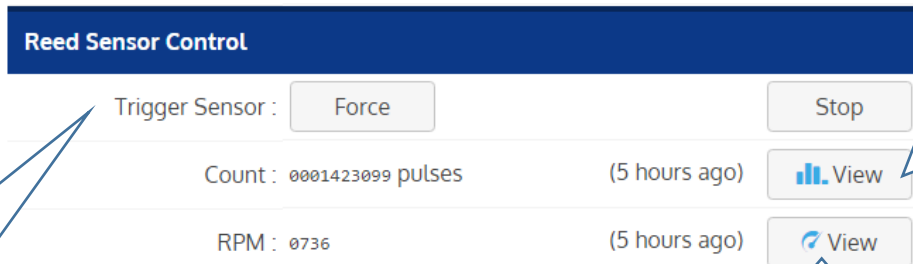 Reed Sensor Control
Trigger Sensor : Force Stop
Count : 0001423099 pulses (5 hours ago) View
RPM : 0736 (5 hours ago) View